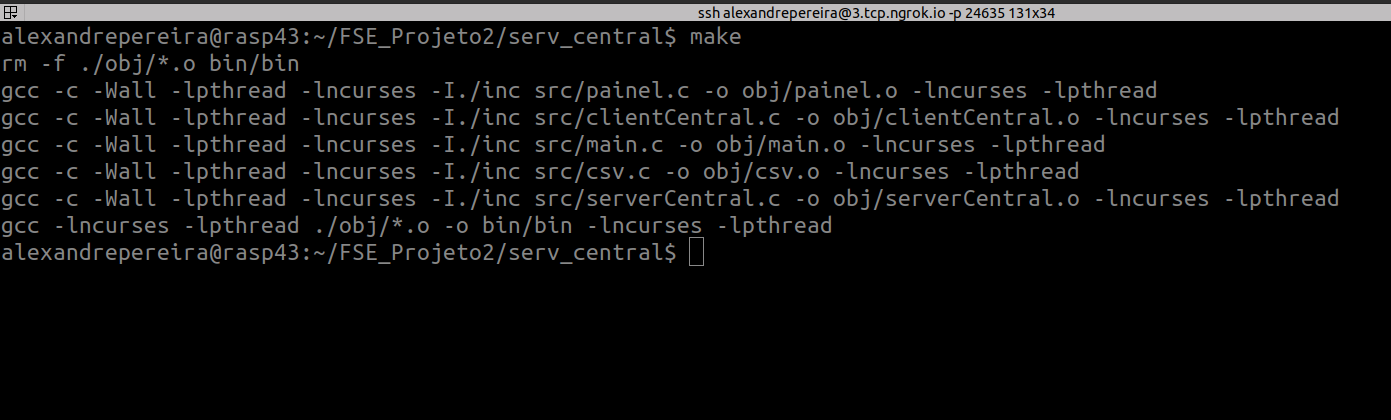 ssh alexandrepereira@3.tcp.ngrok.io -p 24635 131x34
alexandrepereira@rasp43:~/FSE_Projeto2/serv_central$ make
rm -f ./obj/*.o bin/bin
gcc -c -Wall -lpthread -lncurses -I./inc src/painel.c -o obj/painel.o -lncurses -lpthread
gcc -c -Wall -lpthread -lncurses -I./inc src/clientCentral.c -o obj/clientCentral.o -lncurses -lpthread
gcc -c -Wall -lpthread -lncurses -I./inc src/main.c -o obj/main.o -lncurses -lpthread
gcc -c -Wall -lpthread -lncurses -I./inc src/csv.c -o obj/csv.o -lncurses -lpthread
gcc -c -Wall -lpthread -lncurses -I./inc src/serverCentral.c -o obj/serverCentral.o -lncurses -lpthread
gcc -lncurses -lpthread ./obj/*.o -o bin/bin -lncurses -lpthread
alexandrepereira@rasp43:~/FSE_Projeto2/serv_central$